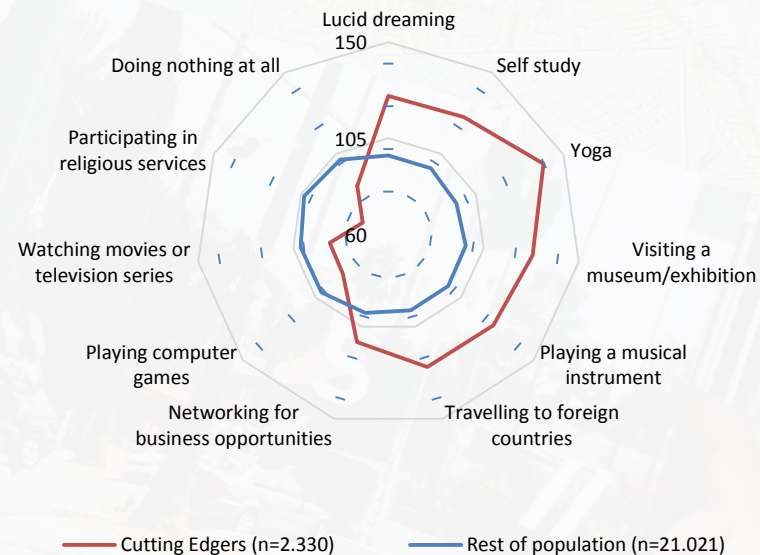 Lucid dreaming
150
Doing nothing at all
Self study
105
Participating in
religious services
Yoga
60
Watching movies or
television series
Visiting a
museum/exhibition
Playing computer
games
Playing a musical
instrument
Networking for
business opportunities
Travelling to foreign
countries
Cutting Edgers (n=2.330)
Rest of population (n=21.021)